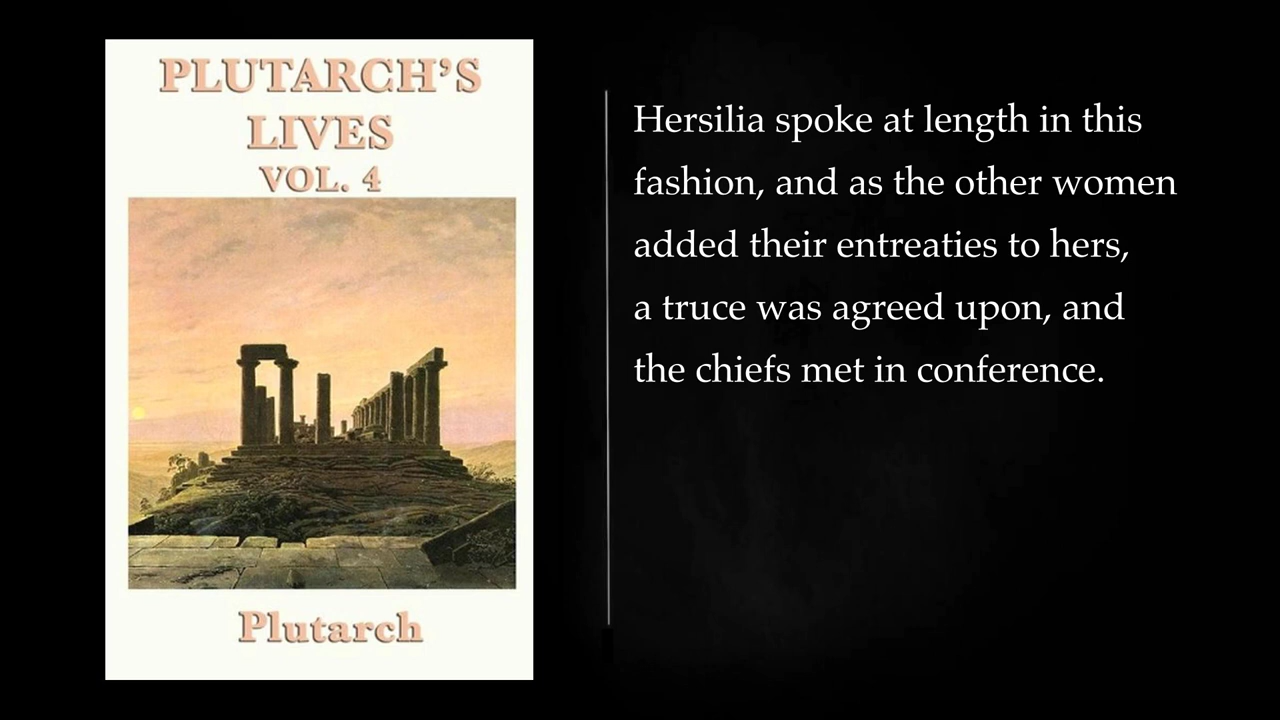 PLUTARCH'S
LIVES
VOL. 4
Plutarch
Hersilia spoke at length in this
fashion, and as the other women
added their entreaties to hers,
a truce was agreed upon, and
the chiefs met in conference.